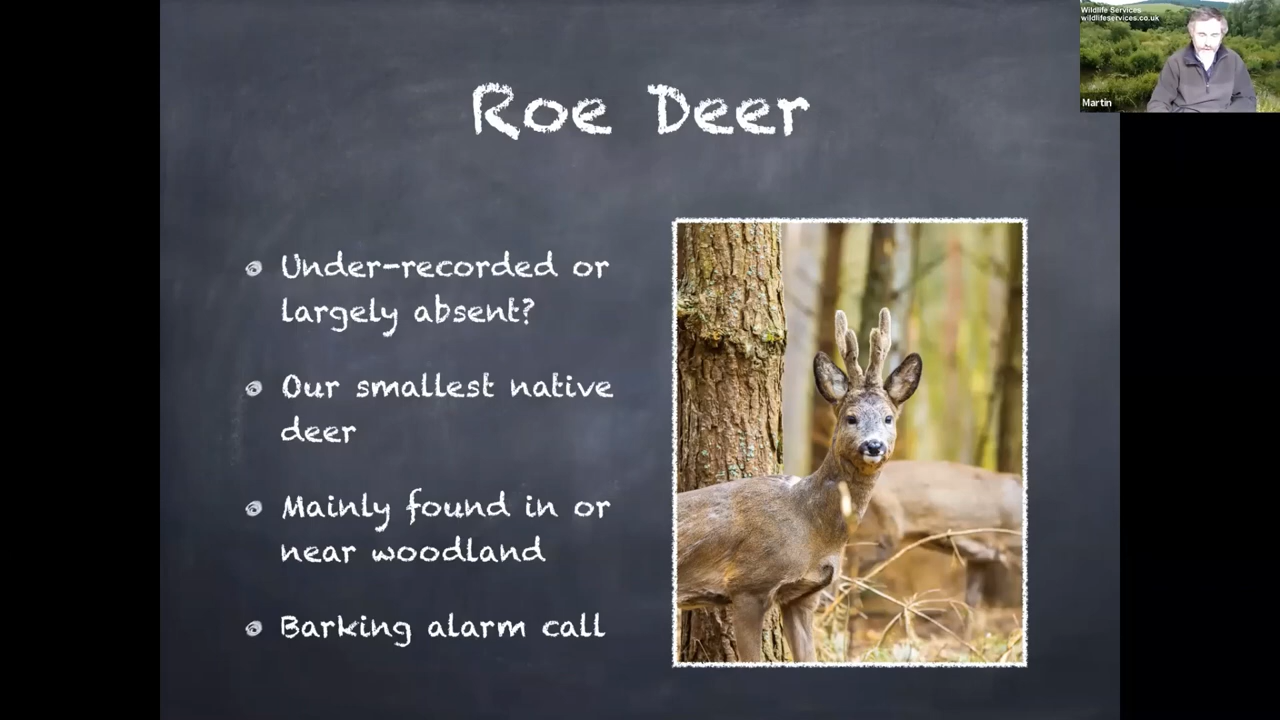 Wildlife Services
wildlifeservices.co.uk
Martin
Roe Deer
Under-recorded or
largely absent?
Our smallest native
deer
Mainly found in or
near woodland
Barking alarm call